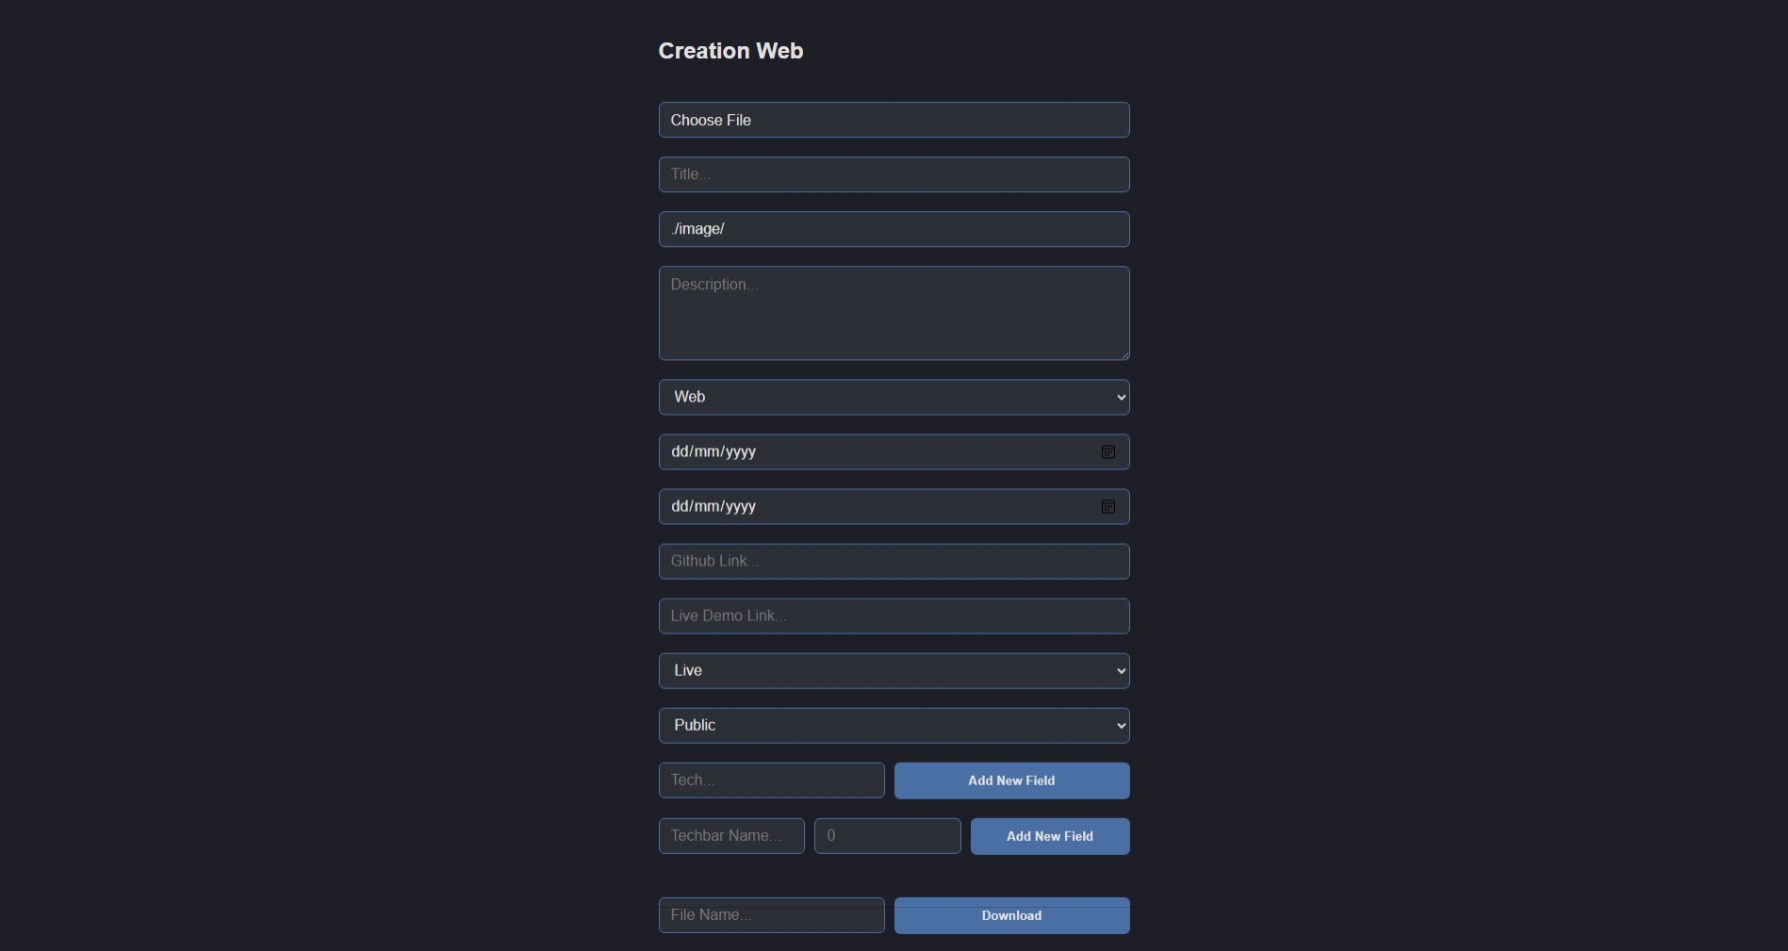 Creation Web
Choose File
Title...
./image/
Description...
Web
dd/mm/yyyy
dd/mm/yyyy
Github Link...
Live Demo Link...
Live
Public
Tech... Add New Field
Techbar Name... 0 Add New Field
File Name... Download